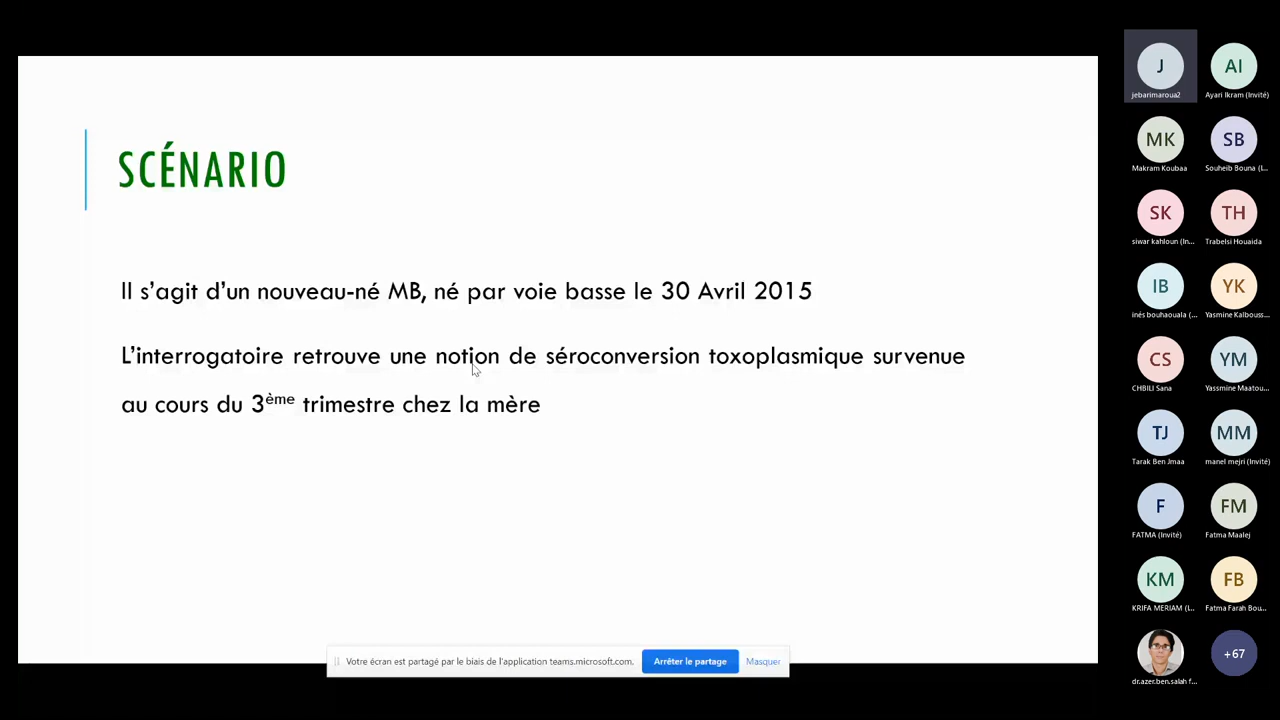 SCÉNARIO
Il s'agit d'un nouveau-né MB, né par voie basse le 30 Avril 2015
L'interrogatoire retrouve une notion de séroconversion toxoplasmique survenue
au cours du 3ème trimestre chez la mère
Votre écran est partagé par le biais de l'application teams.microsoft.com.
Arrêter le partage
Masquer
J
jebarimaroua2
AI
Ayari Ikram (Invité)
MK
Makram Koubaa
SB
Souheib Bouna (L...
SK
siwar kahloun (In...
TH
Trabelsi Houaida
IB
inés bouhaouala (...
YK
Yasmine Kalbouss...
CS
CHBILI Sana
YM
Yassmine Maatou...
TJ
Tarak Ben Jmaa
MM
manel mejri (Invité)
F
FATMA (Invité)
FM
Fatma Maalej
KM
KRIFA MERIAM (L...
FB
Fatma Farah Bou...
dr.azer.ben.salah f...
+67